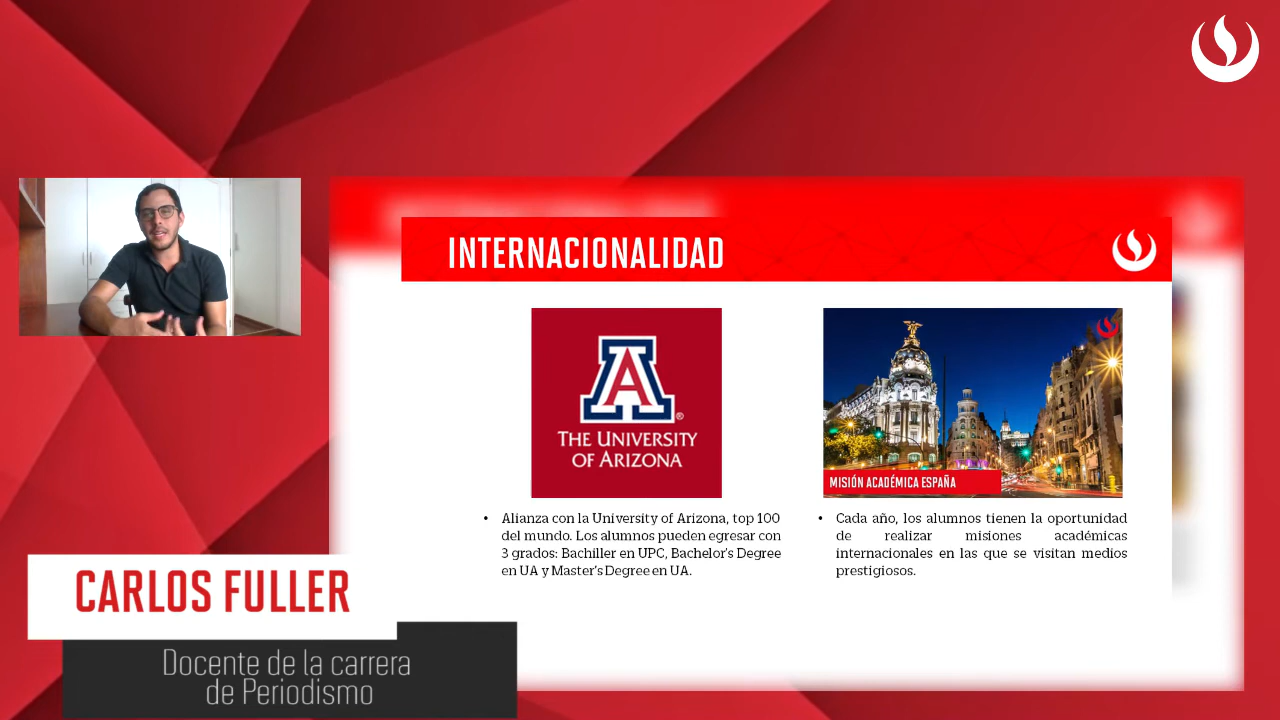 INTERNACIONALIDAD
THE UNIVERSITY
OF ARIZONA
®
MISIÓN ACADÉMICA ESPAÑA
• Alianza con la University of Arizona, top 100
del mundo. Los alumnos pueden egresar con
3 grados: Bachiller en UPC, Bachelor's Degree
en UA y Master's Degree en UA.
• Cada año, los alumnos tienen la oportunidad
de realizar misiones académicas
internacionales en las que se visitan medios
prestigiosos.
CARLOS FULLER
Docente de la carrera
de Periodismo